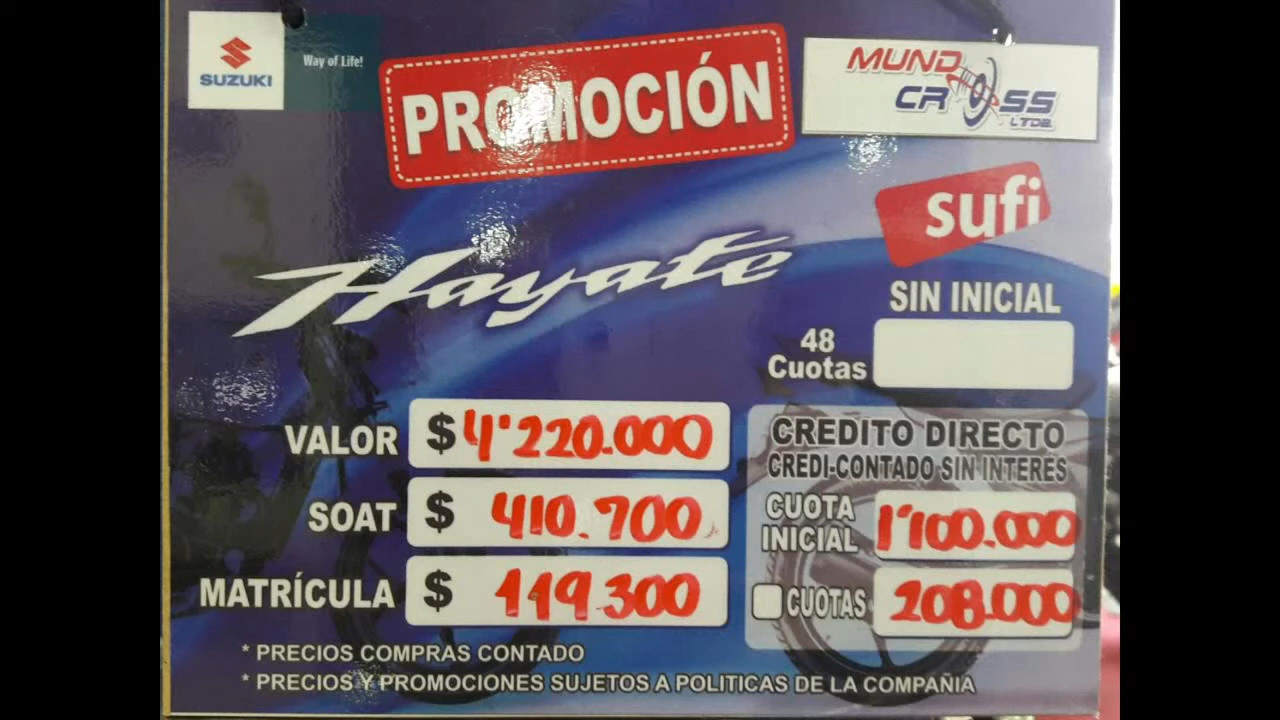 SUZUKI
Way of Life!
PROMOCIÓN
MUNDO
CROSS
LTDA.
sufi
Hayate
SIN INICIAL
48
Cuotas
VALOR $ 4'220.000
SOAT $ 410.700
MATRÍCULA $ 119.300
CREDITO DIRECTO
CREDI-CONTADO SIN INTERES
CUOTA
INICIAL 1'100.000
CUOTAS 208.000
* PRECIOS COMPRAS CONTADO
* PRECIOS Y PROMOCIONES SUJETOS A POLITICAS DE LA COMPAÑIA